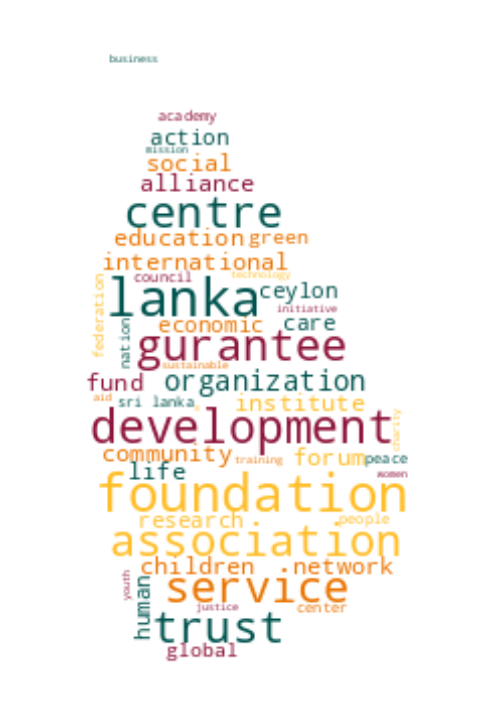 business
academy
action
mission
social
alliance
centre
education green
international
council technology
federation
lanka ceylon
initiative
nation
economic care
gurantee
sustainable
fund organization
aid sri lanka institute
development
charity
community training forum peace
life women
foundation
research people
association
children network
youth
human
service
justice center
trust
global